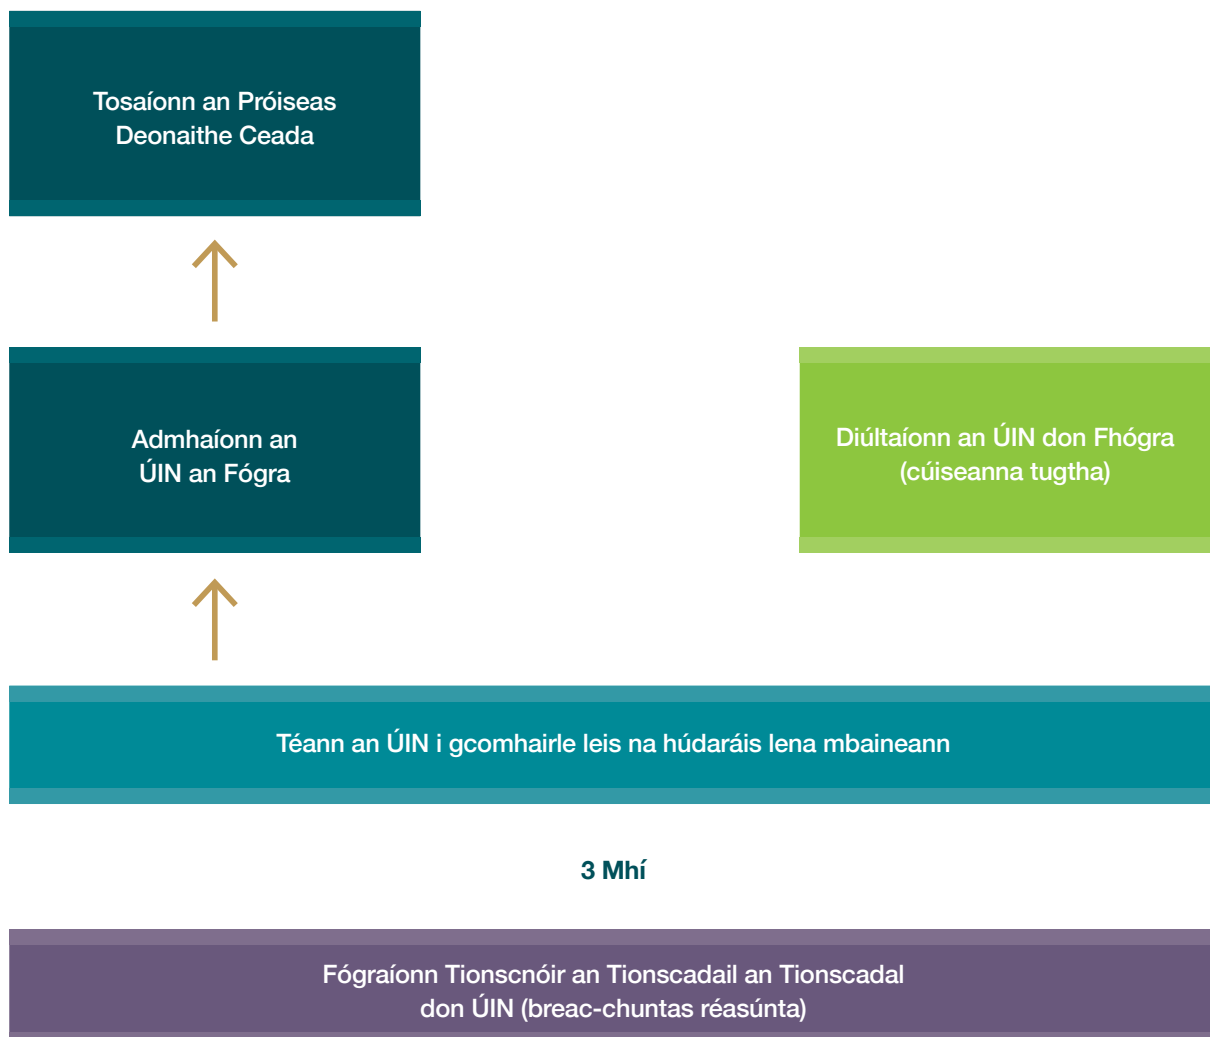 Tosaíonn an Próiseas
Deonaithe Ceada
Admhaíonn an
ÚIN an Fógra
Diúltaíonn an ÚIN don Fhógra
(cúiseanna tugtha)
Téann an ÚIN i gcomhairle leis na húdaráis lena mbaineann
3 Mhí
Fógraíonn Tionscnóir an Tionscadail an Tionscadal
don ÚIN (breac-chuntas réasúnta)